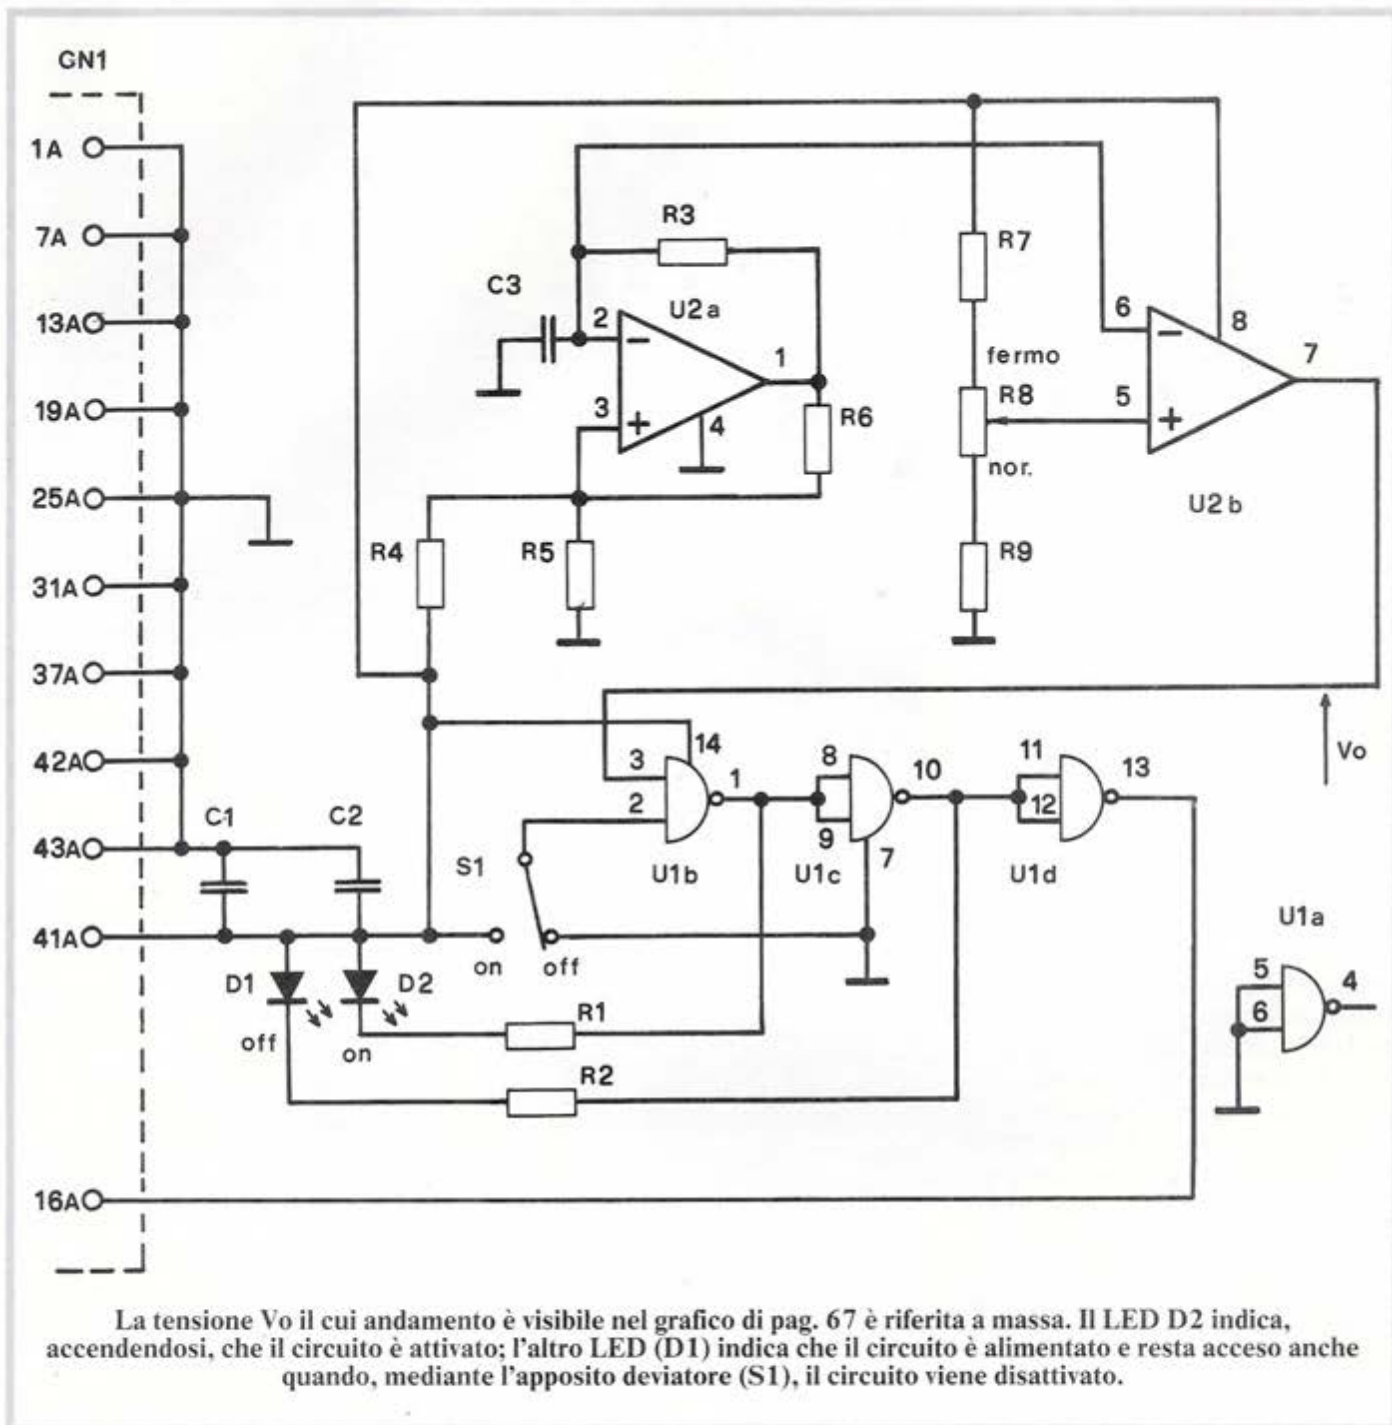 GN1
1A
7A
13A
19A
25A
31A
37A
42A
43A
41A
16A
C1
C2
C3
R3
U2a
2
3
1
4
R6
R4
R5
R7
fermo
R8
nor.
R9
6
5
8
7
U2b
Vo
3
2
14
1
U1b
8
9
10
7
U1c
11
12
13
U1d
S1
on
off
D1
off
D2
on
R1
R2
U1a
5
6
4
La tensione Vo il cui andamento è visibile nel grafico di pag. 67 è riferita a massa. Il LED D2 indica,
accendendosi, che il circuito è attivato; l'altro LED (D1) indica che il circuito è alimentato e resta acceso anche
quando, mediante l'apposito deviatore (S1), il circuito viene disattivato.